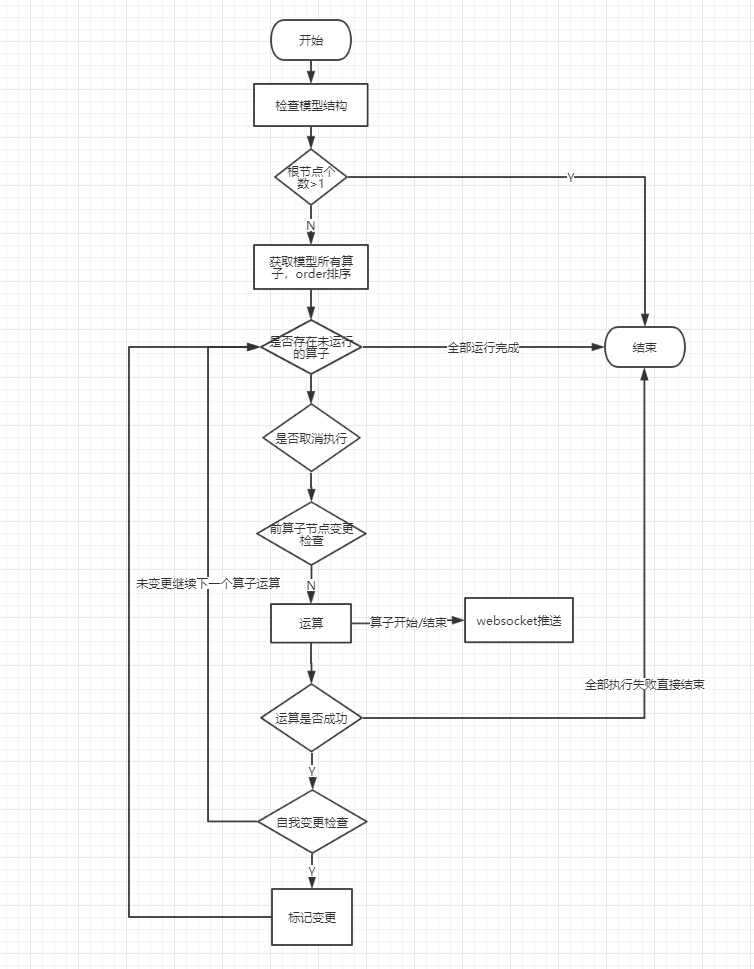 开始
检查模型结构
根节点个
数>1
Y
N
获取模型所有算
子，order排序
是否存在未运行
的算子
全部运行完成
结束
是否取消执行
前算子节点变更
检查
未变更继续下一个算子运算
N
运算
算子开始/结束
websocket推送
全部执行失败直接结束
运算是否成功
Y
自我变更检查
Y
标记变更